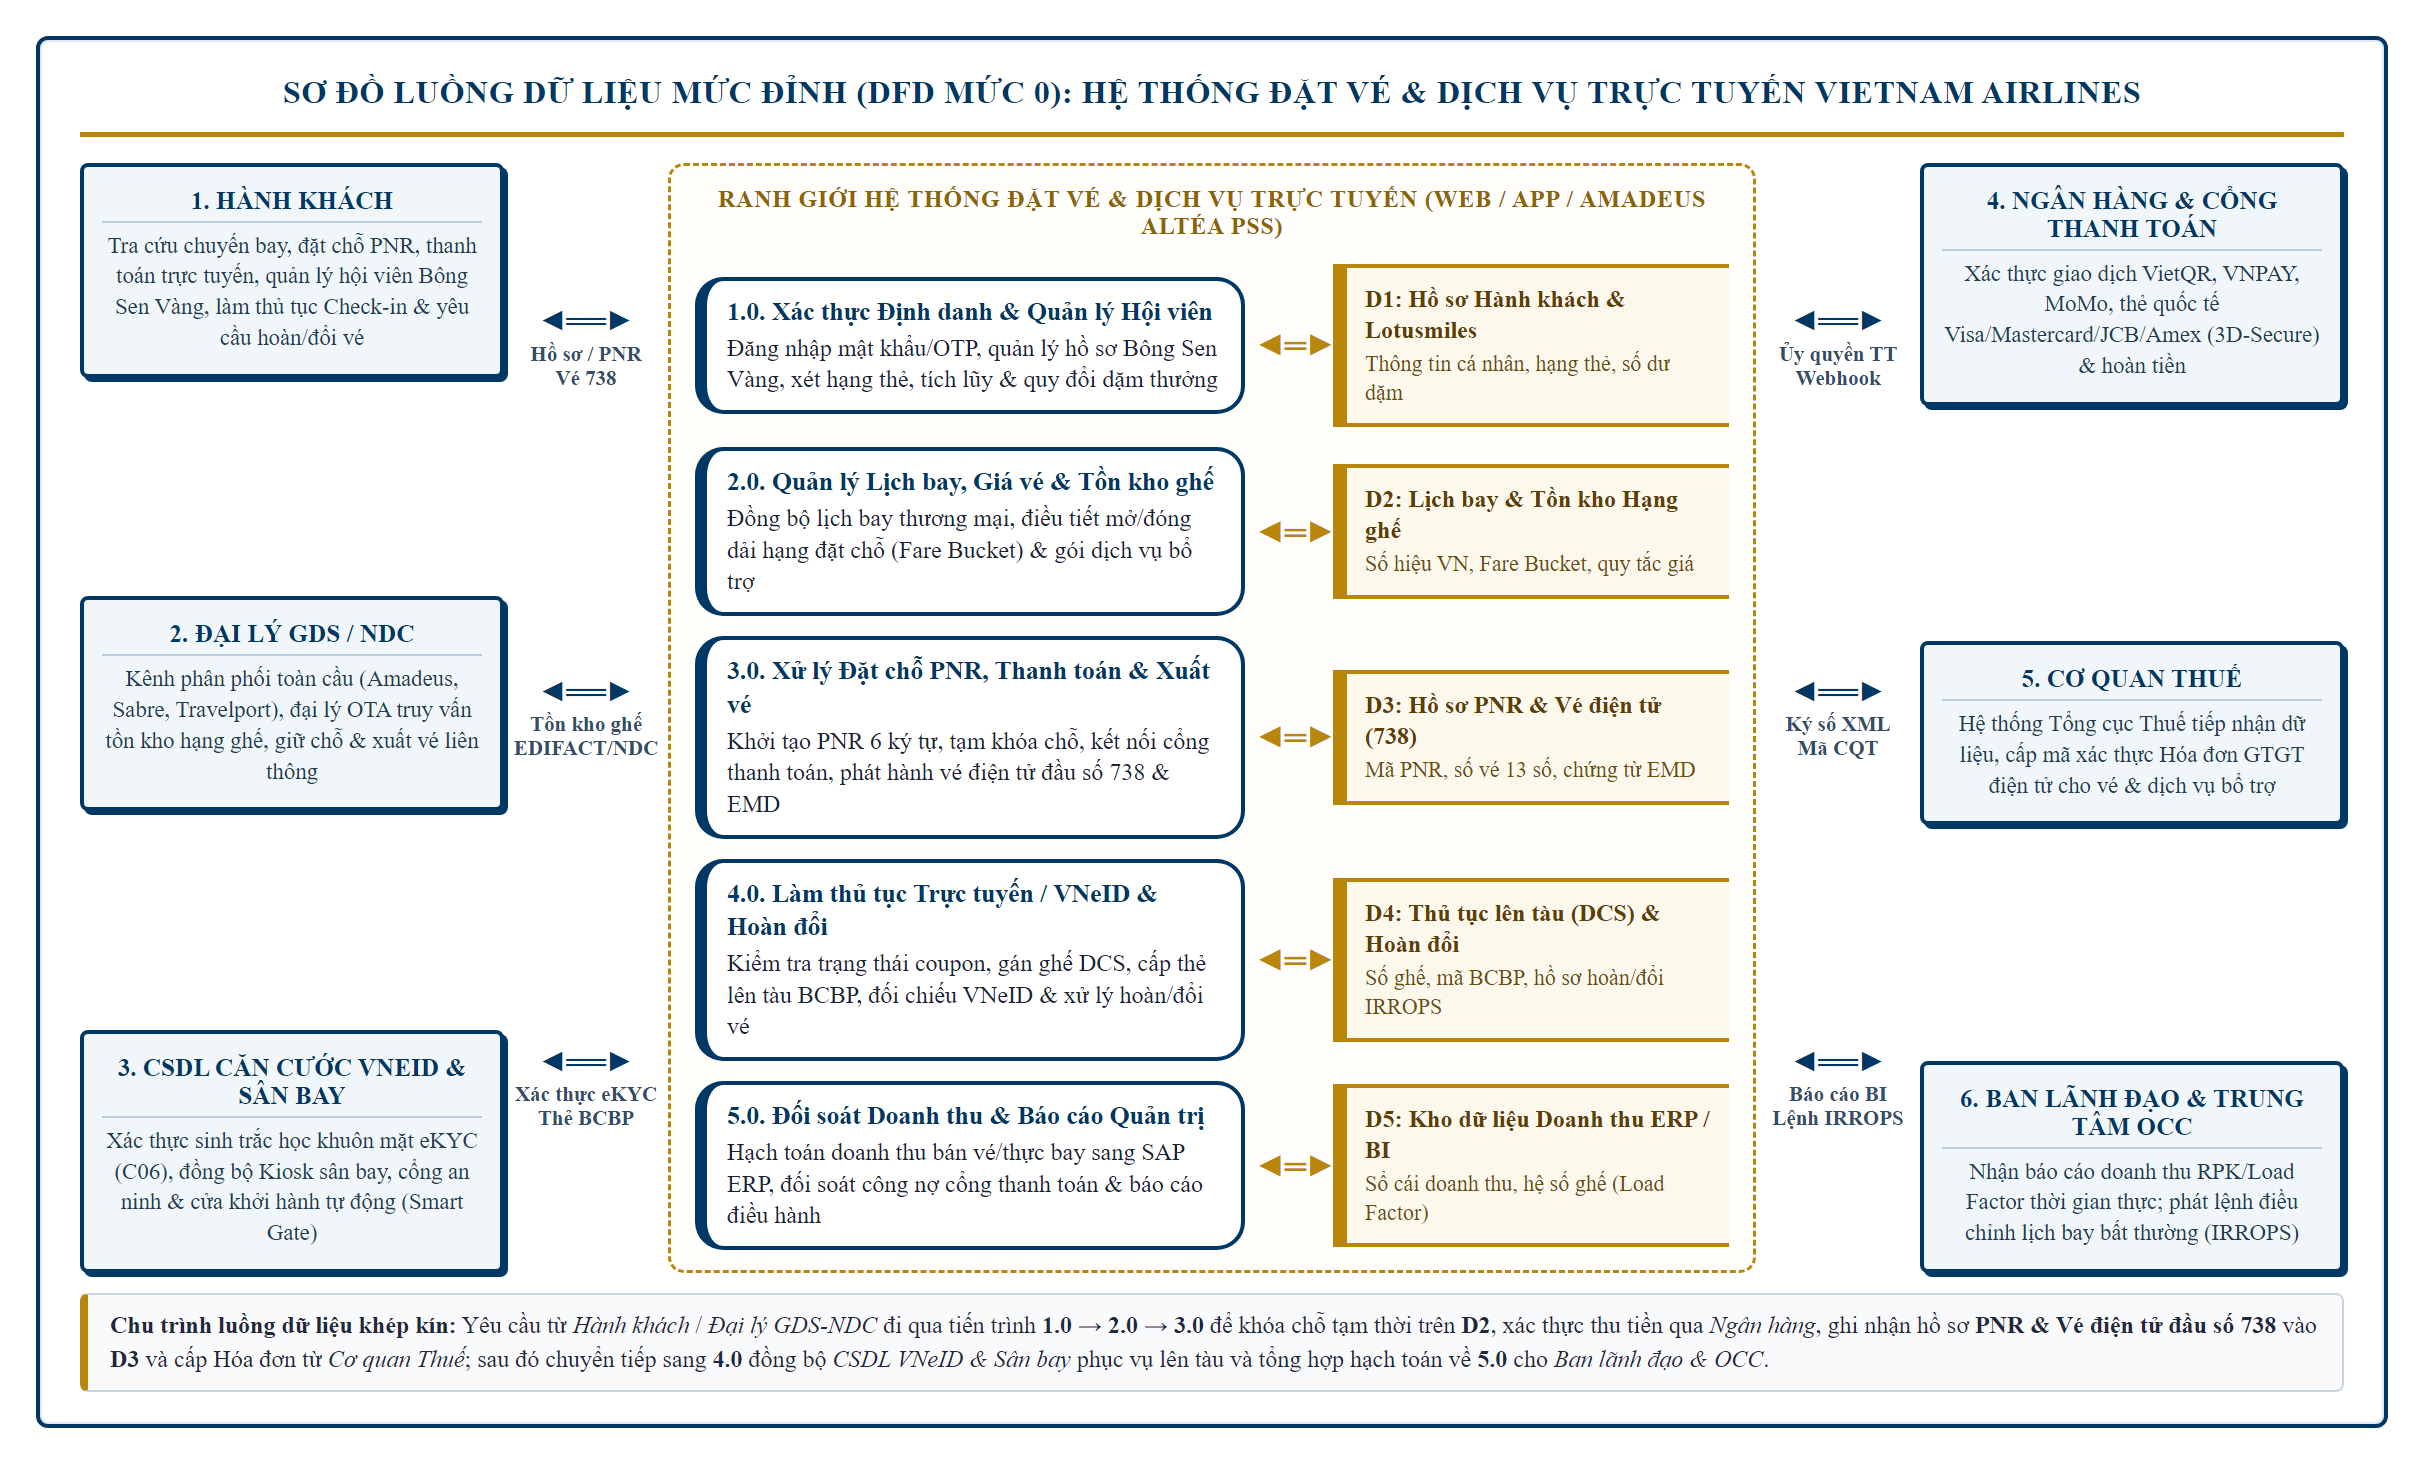 SƠ ĐỒ LUỒNG DỮ LIỆU MỨC ĐỈNH (DFD MỨC 0): HỆ THỐNG ĐẶT VÉ & DỊCH VỤ TRỰC TUYẾN VIETNAM AIRLINES
1. HÀNH KHÁCH
Tra cứu chuyến bay, đặt chỗ PNR, thanh
toán trực tuyến, quản lý hội viên Bông
Sen Vàng, làm thủ tục Check-in & yêu
cầu hoàn/đổi vé
2. ĐẠI LÝ GDS / NDC
Kênh phân phối toàn cầu (Amadeus,
Sabre, Travelport), đại lý OTA truy vấn
tồn kho hạng ghế, giữ chỗ & xuất vé liên
thông
3. CSDL CĂN CƯỚC VNEID &
SÂN BAY
Xác thực sinh trắc học khuôn mặt eKYC
(C06), đồng bộ Kiosk sân bay, cổng an
ninh & cửa khởi hành tự động (Smart
Gate)
◄══►
Hồ sơ / PNR
Vé 738
◄══►
Tồn kho ghế
EDIFACT/NDC
◄══►
Xác thực eKYC
Thẻ BCBP
RANH GIỚI HỆ THỐNG ĐẶT VÉ & DỊCH VỤ TRỰC TUYẾN (WEB / APP / AMADEUS
ALTÉA PSS)
1.0. Xác thực Định danh & Quản lý Hội viên
Đăng nhập mật khẩu/OTP, quản lý hồ sơ Bông Sen
Vàng, xét hạng thẻ, tích lũy & quy đổi dặm thưởng
◄═►
D1: Hồ sơ Hành khách &
Lotusmiles
Thông tin cá nhân, hạng thẻ, số dư
dặm
2.0. Quản lý Lịch bay, Giá vé & Tồn kho ghế
Đồng bộ lịch bay thương mại, điều tiết mở/đóng
dải hạng đặt chỗ (Fare Bucket) & gói dịch vụ bổ
trợ
◄═►
D2: Lịch bay & Tồn kho Hạng
ghế
Số hiệu VN, Fare Bucket, quy tắc giá
3.0. Xử lý Đặt chỗ PNR, Thanh toán & Xuất
vé
Khởi tạo PNR 6 ký tự, tạm khóa chỗ, kết nối cổng
thanh toán, phát hành vé điện tử đầu số 738 &
EMD
◄═►
D3: Hồ sơ PNR & Vé điện tử
(738)
Mã PNR, số vé 13 số, chứng từ EMD
4.0. Làm thủ tục Trực tuyến / VNeID &
Hoàn đổi
Kiểm tra trạng thái coupon, gán ghế DCS, cấp thẻ
lên tàu BCBP, đối chiếu VNeID & xử lý hoàn/đổi
vé
◄═►
D4: Thủ tục lên tàu (DCS) &
Hoàn đổi
Số ghế, mã BCBP, hồ sơ hoàn/đổi
IRROPS
5.0. Đối soát Doanh thu & Báo cáo Quản trị
Hạch toán doanh thu bán vé/thực bay sang SAP
ERP, đối soát công nợ cổng thanh toán & báo cáo
điều hành
◄═►
D5: Kho dữ liệu Doanh thu ERP /
BI
Sổ cái doanh thu, hệ số ghế (Load
Factor)
◄══►
Ủy quyền TT
Webhook
◄══►
Ký số XML
Mã CQT
◄══►
Báo cáo BI
Lệnh IRROPS
4. NGÂN HÀNG & CỔNG
THANH TOÁN
Xác thực giao dịch VietQR, VNPAY,
MoMo, thẻ quốc tế
Visa/Mastercard/JCB/Amex (3D-Secure)
& hoàn tiền
5. CƠ QUAN THUẾ
Hệ thống Tổng cục Thuế tiếp nhận dữ
liệu, cấp mã xác thực Hóa đơn GTGT
điện tử cho vé & dịch vụ bổ trợ
6. BAN LÃNH ĐẠO & TRUNG
TÂM OCC
Nhận báo cáo doanh thu RPK/Load
Factor thời gian thực; phát lệnh điều
chỉnh lịch bay bất thường (IRROPS)
Chu trình luồng dữ liệu khép kín: Yêu cầu từ Hành khách / Đại lý GDS-NDC đi qua tiến trình 1.0 → 2.0 → 3.0 để khóa chỗ tạm thời trên D2, xác thực thu tiền qua Ngân hàng, ghi nhận hồ sơ PNR & Vé điện tử đầu số 738 vào
D3 và cấp Hóa đơn từ Cơ quan Thuế; sau đó chuyển tiếp sang 4.0 đồng bộ CSDL VNeID & Sân bay phục vụ lên tàu và tổng hợp hạch toán về 5.0 cho Ban lãnh đạo & OCC.